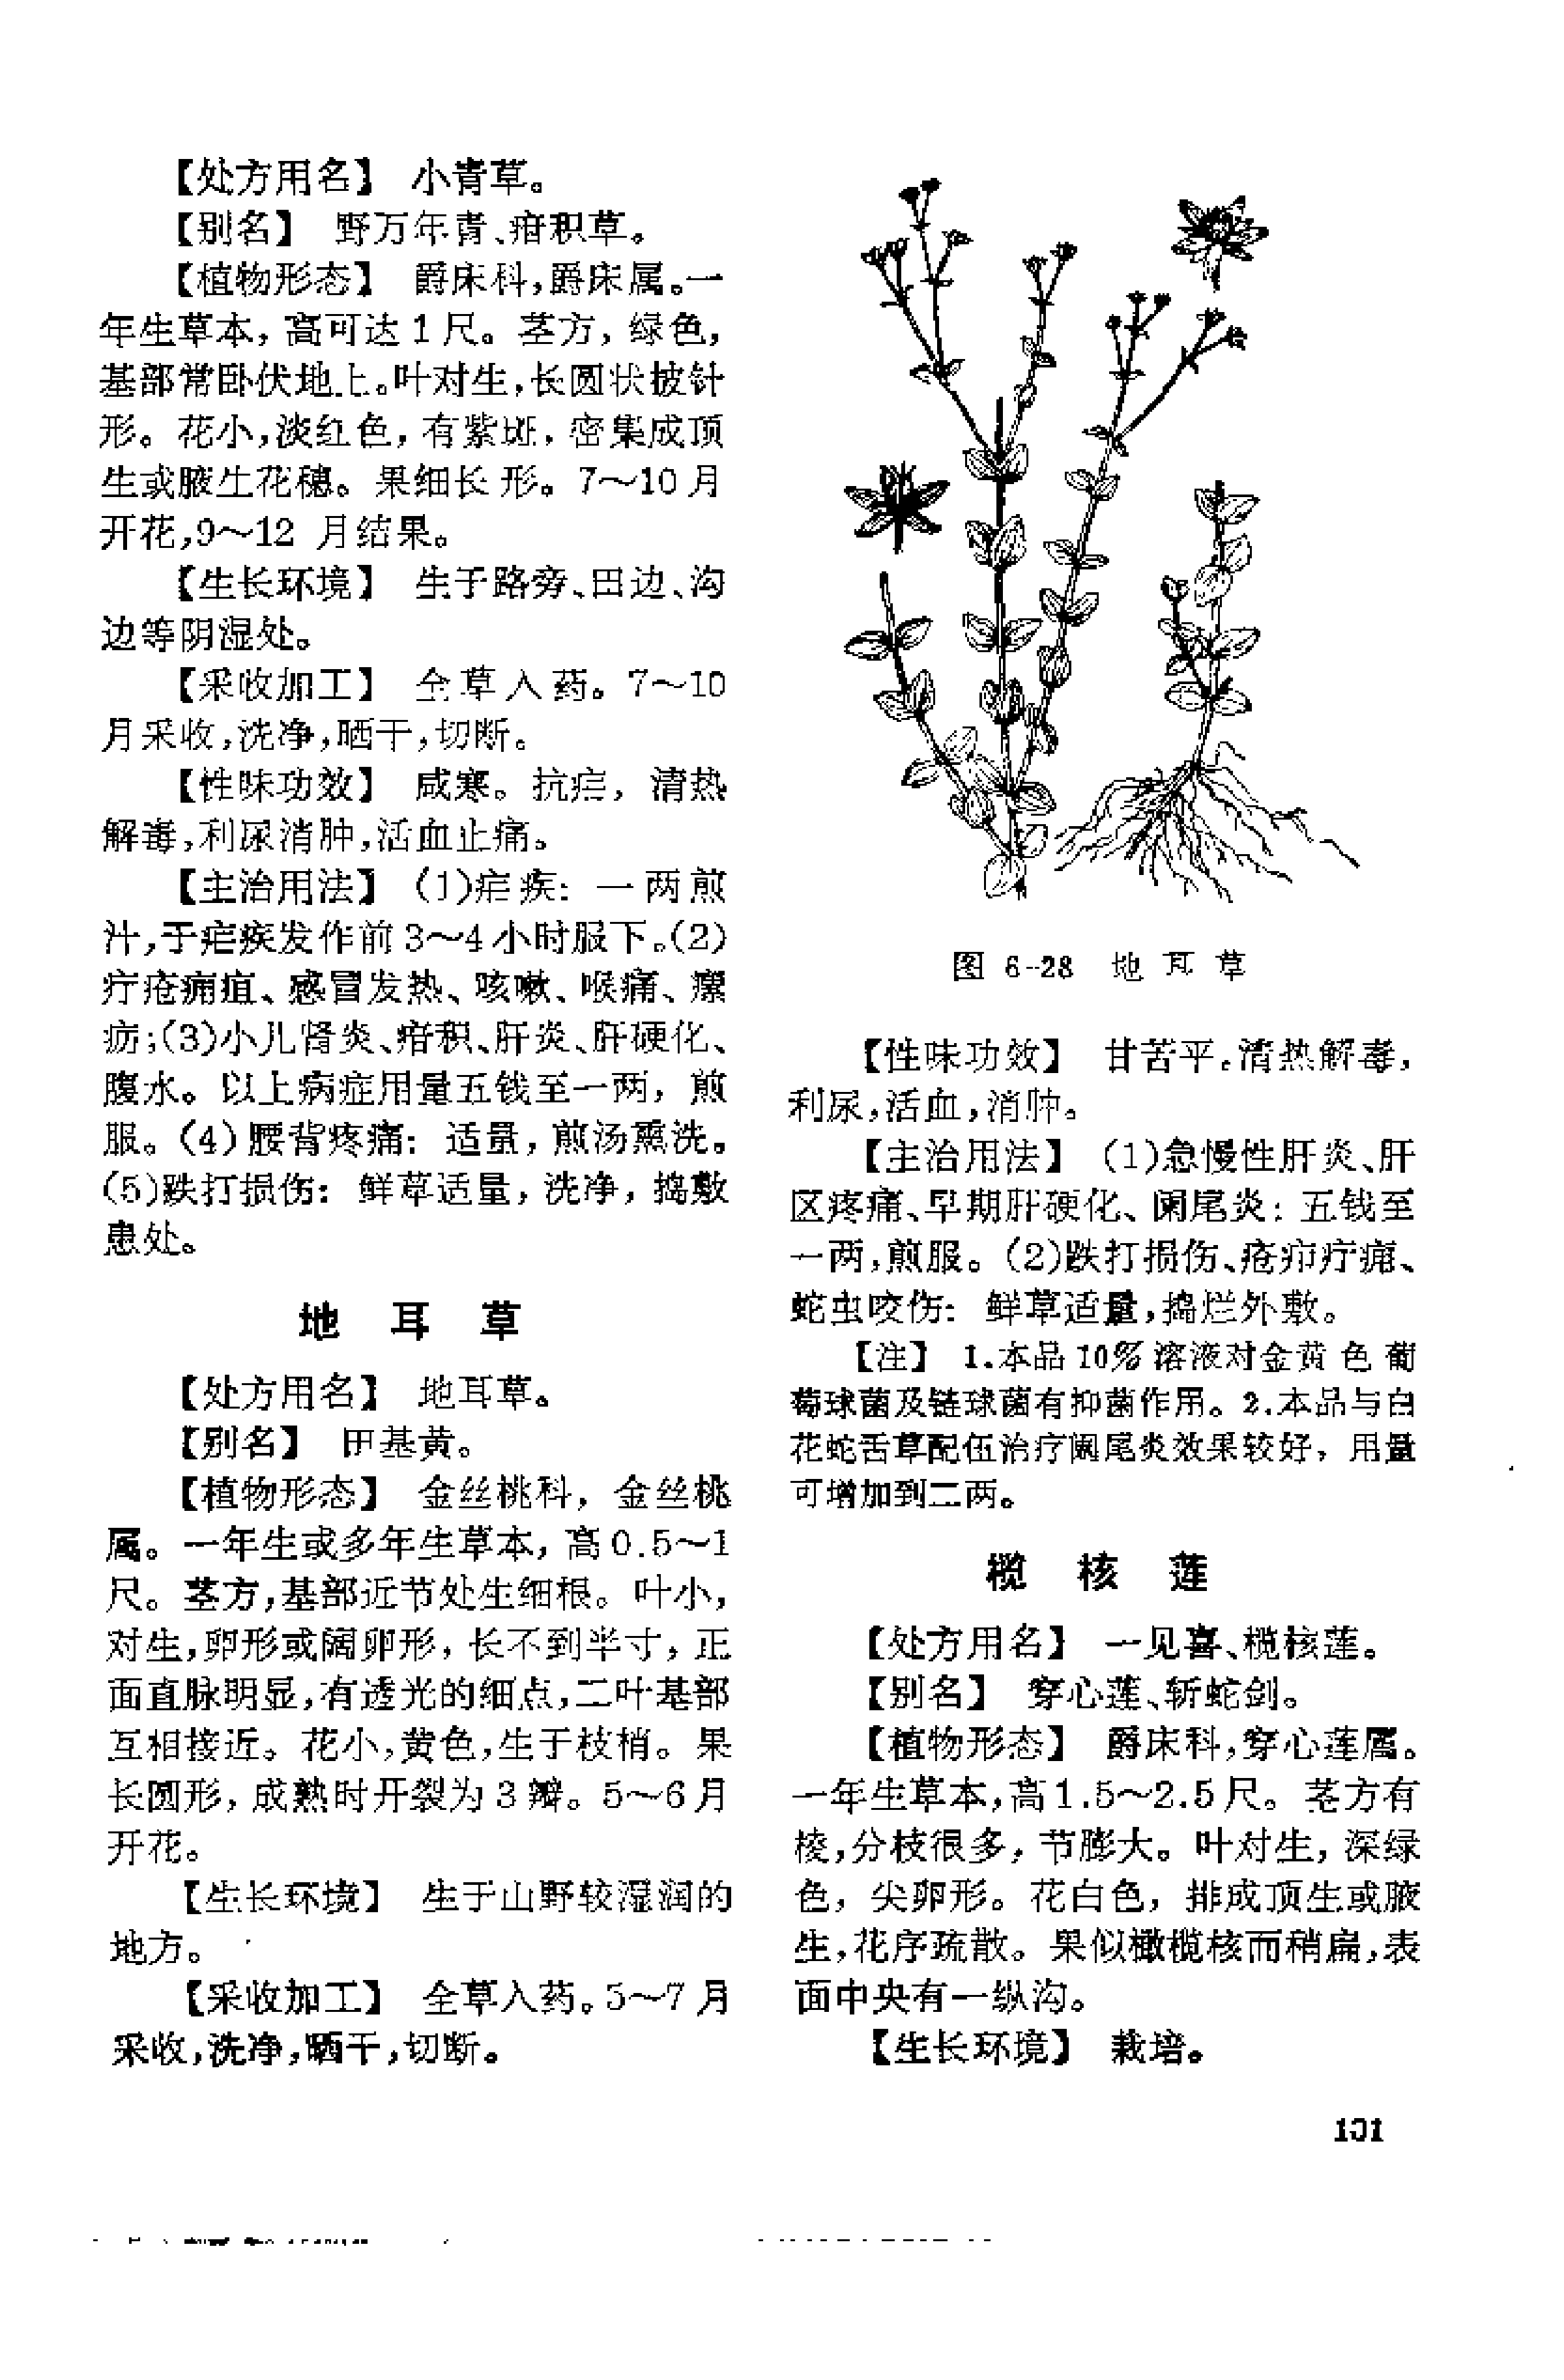 【处方用名】 小青草。
【别名】 野万年青、疳积草。
【植物形态】 爵床科,爵床属。一
年生草本, 高可达 1 尺。 茎方, 绿色,
基部常卧伏地上。叶对生,长圆状披针
形。 花小,淡红色, 有紫斑, 密集成顶
生或腋生花穗。 果细长形。 7～10 月
开花,9～12 月结果。
【生长环境】 生于路旁、田边、沟
边等阴湿处。
【采收加工】 全草入药。 7～10
月采收,洗净,晒干,切断。
【性味功效】 咸寒。 抗疟, 清热
解毒,利尿消肿,活血止痛。
【主治用法】 (1)疟疾: 一两煎
汁,于疟疾发作前 3～4 小时服下。(2)
疔疮痈疽、感冒发热、咳嗽、喉痛、瘰
疬;(3)小儿肾炎、疳积、肝炎、肝硬化、
腹水。 以上病症用量五钱至一两, 煎
服。(4) 腰背疼痛: 适量, 煎汤熏洗。
(5)跌打损伤: 鲜草适量, 洗净, 捣敷
患处。
地 耳 草
【处方用名】 地耳草。
【别名】 田基黄。
【植物形态】 金丝桃科, 金丝桃
属。 一年生或多年生草本, 高 0.5～1
尺。 茎方,基部近节处生细根。 叶小,
对生,卵形或阔卵形, 长不到半寸, 正
面直脉明显,有透光的细点,二叶基部
互相接近。 花小,黄色,生于枝梢。 果
长圆形, 成熟时开裂为 3 瓣。 5～6 月
开花。
【生长环境】 生于山野较湿润的
地方。
【采收加工】 全草入药。5～7 月
采收,洗净,晒干,切断。
图 6-28 地 耳 草
【性味功效】 甘苦平。清热解毒,
利尿,活血,消肿。
【主治用法】 (1)急慢性肝炎、肝
区疼痛、早期肝硬化、阑尾炎: 五钱至
一两,煎服。 (2)跌打损伤、疮疖疔痈、
蛇虫咬伤: 鲜草适量,捣烂外敷。
【注】 1.本品 10% 溶液对金黄色葡
萄球菌及链球菌有抑菌作用。 2.本品与白
花蛇舌草配伍治疗阑尾炎效果较好, 用量
可增加到二两。
榄 核 莲
【处方用名】 一见喜、榄核莲。
【别名】 穿心莲、斩蛇剑。
【植物形态】 爵床科,穿心莲属。
一年生草本,高 1.5～2.5 尺。 茎方有
棱,分枝很多, 节膨大。 叶对生, 深绿
色, 尖卵形。 花白色, 排成顶生或腋
生,花序疏散。 果似橄榄核而稍扁,表
面中央有一纵沟。
【生长环境】 栽培。
101